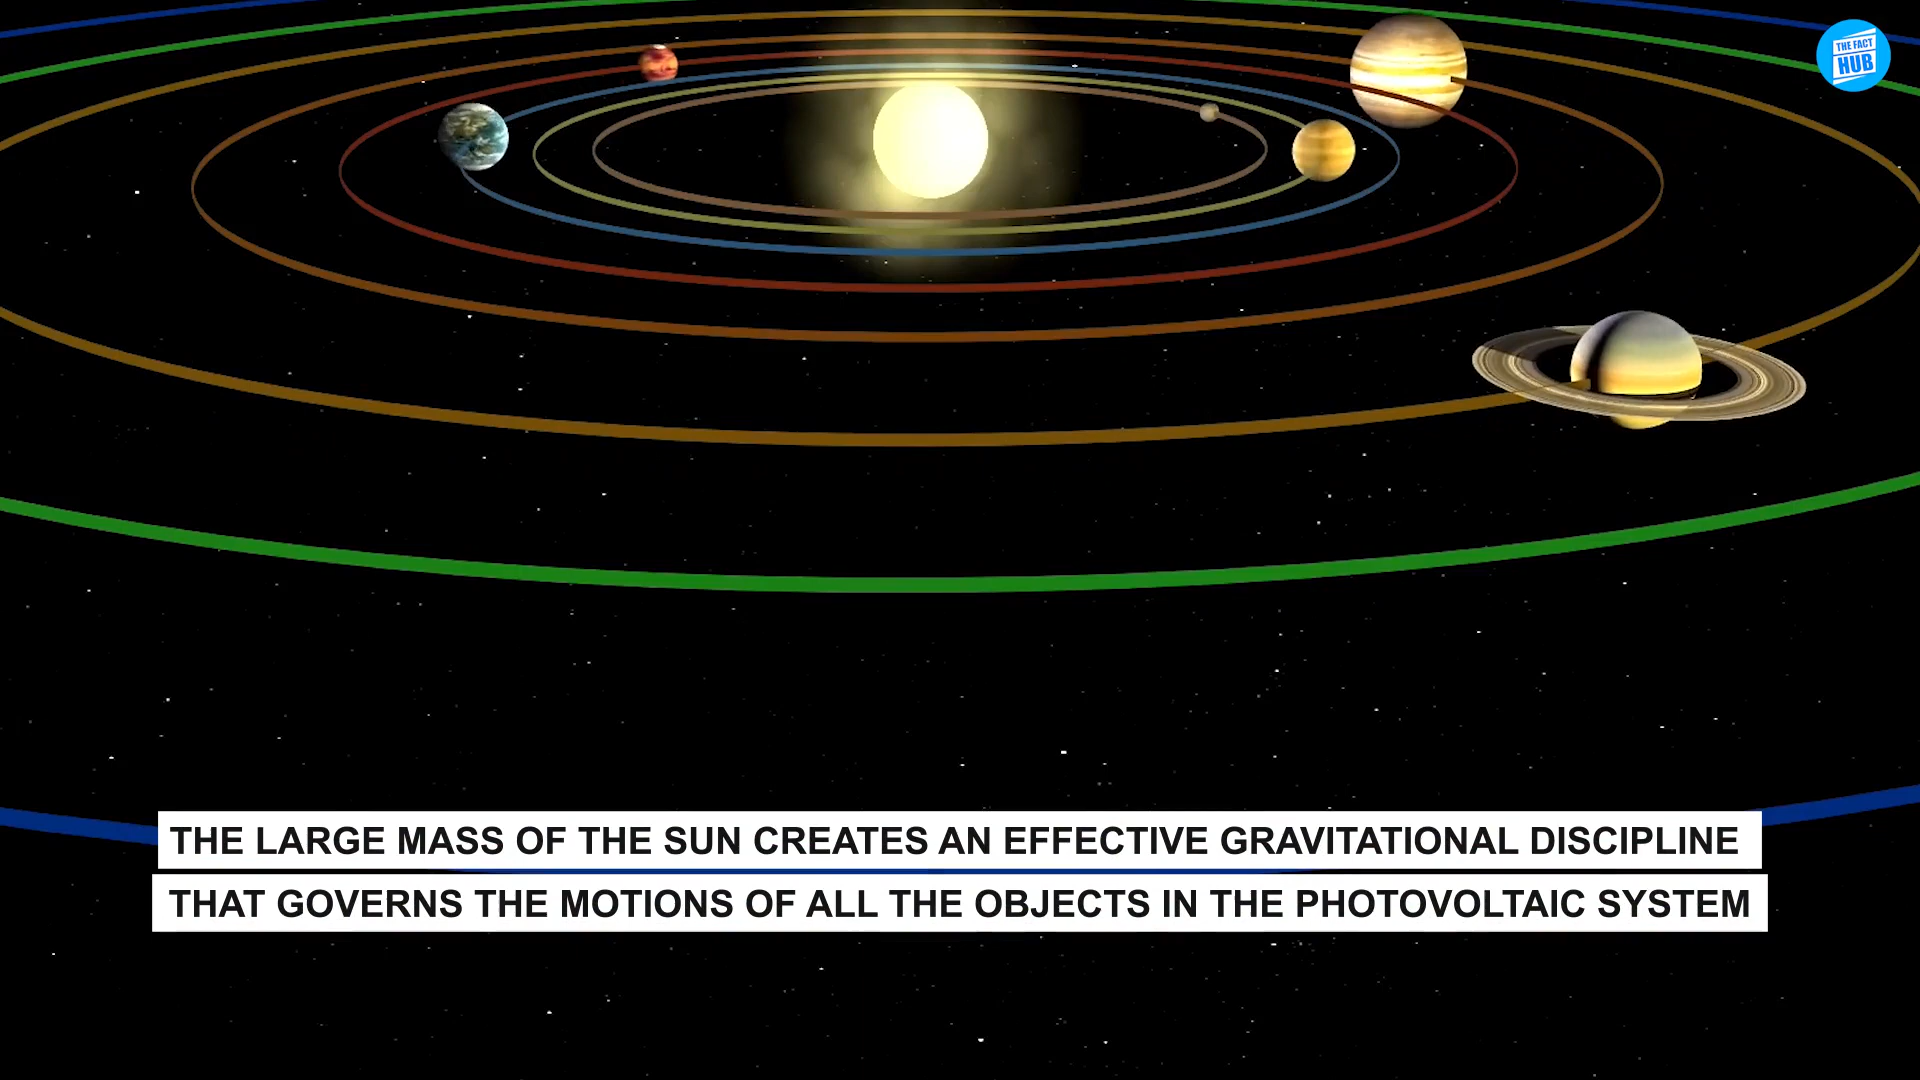 THE FACT
HUB
THE LARGE MASS OF THE SUN CREATES AN EFFECTIVE GRAVITATIONAL DISCIPLINE
THAT GOVERNS THE MOTIONS OF ALL THE OBJECTS IN THE PHOTOVOLTAIC SYSTEM